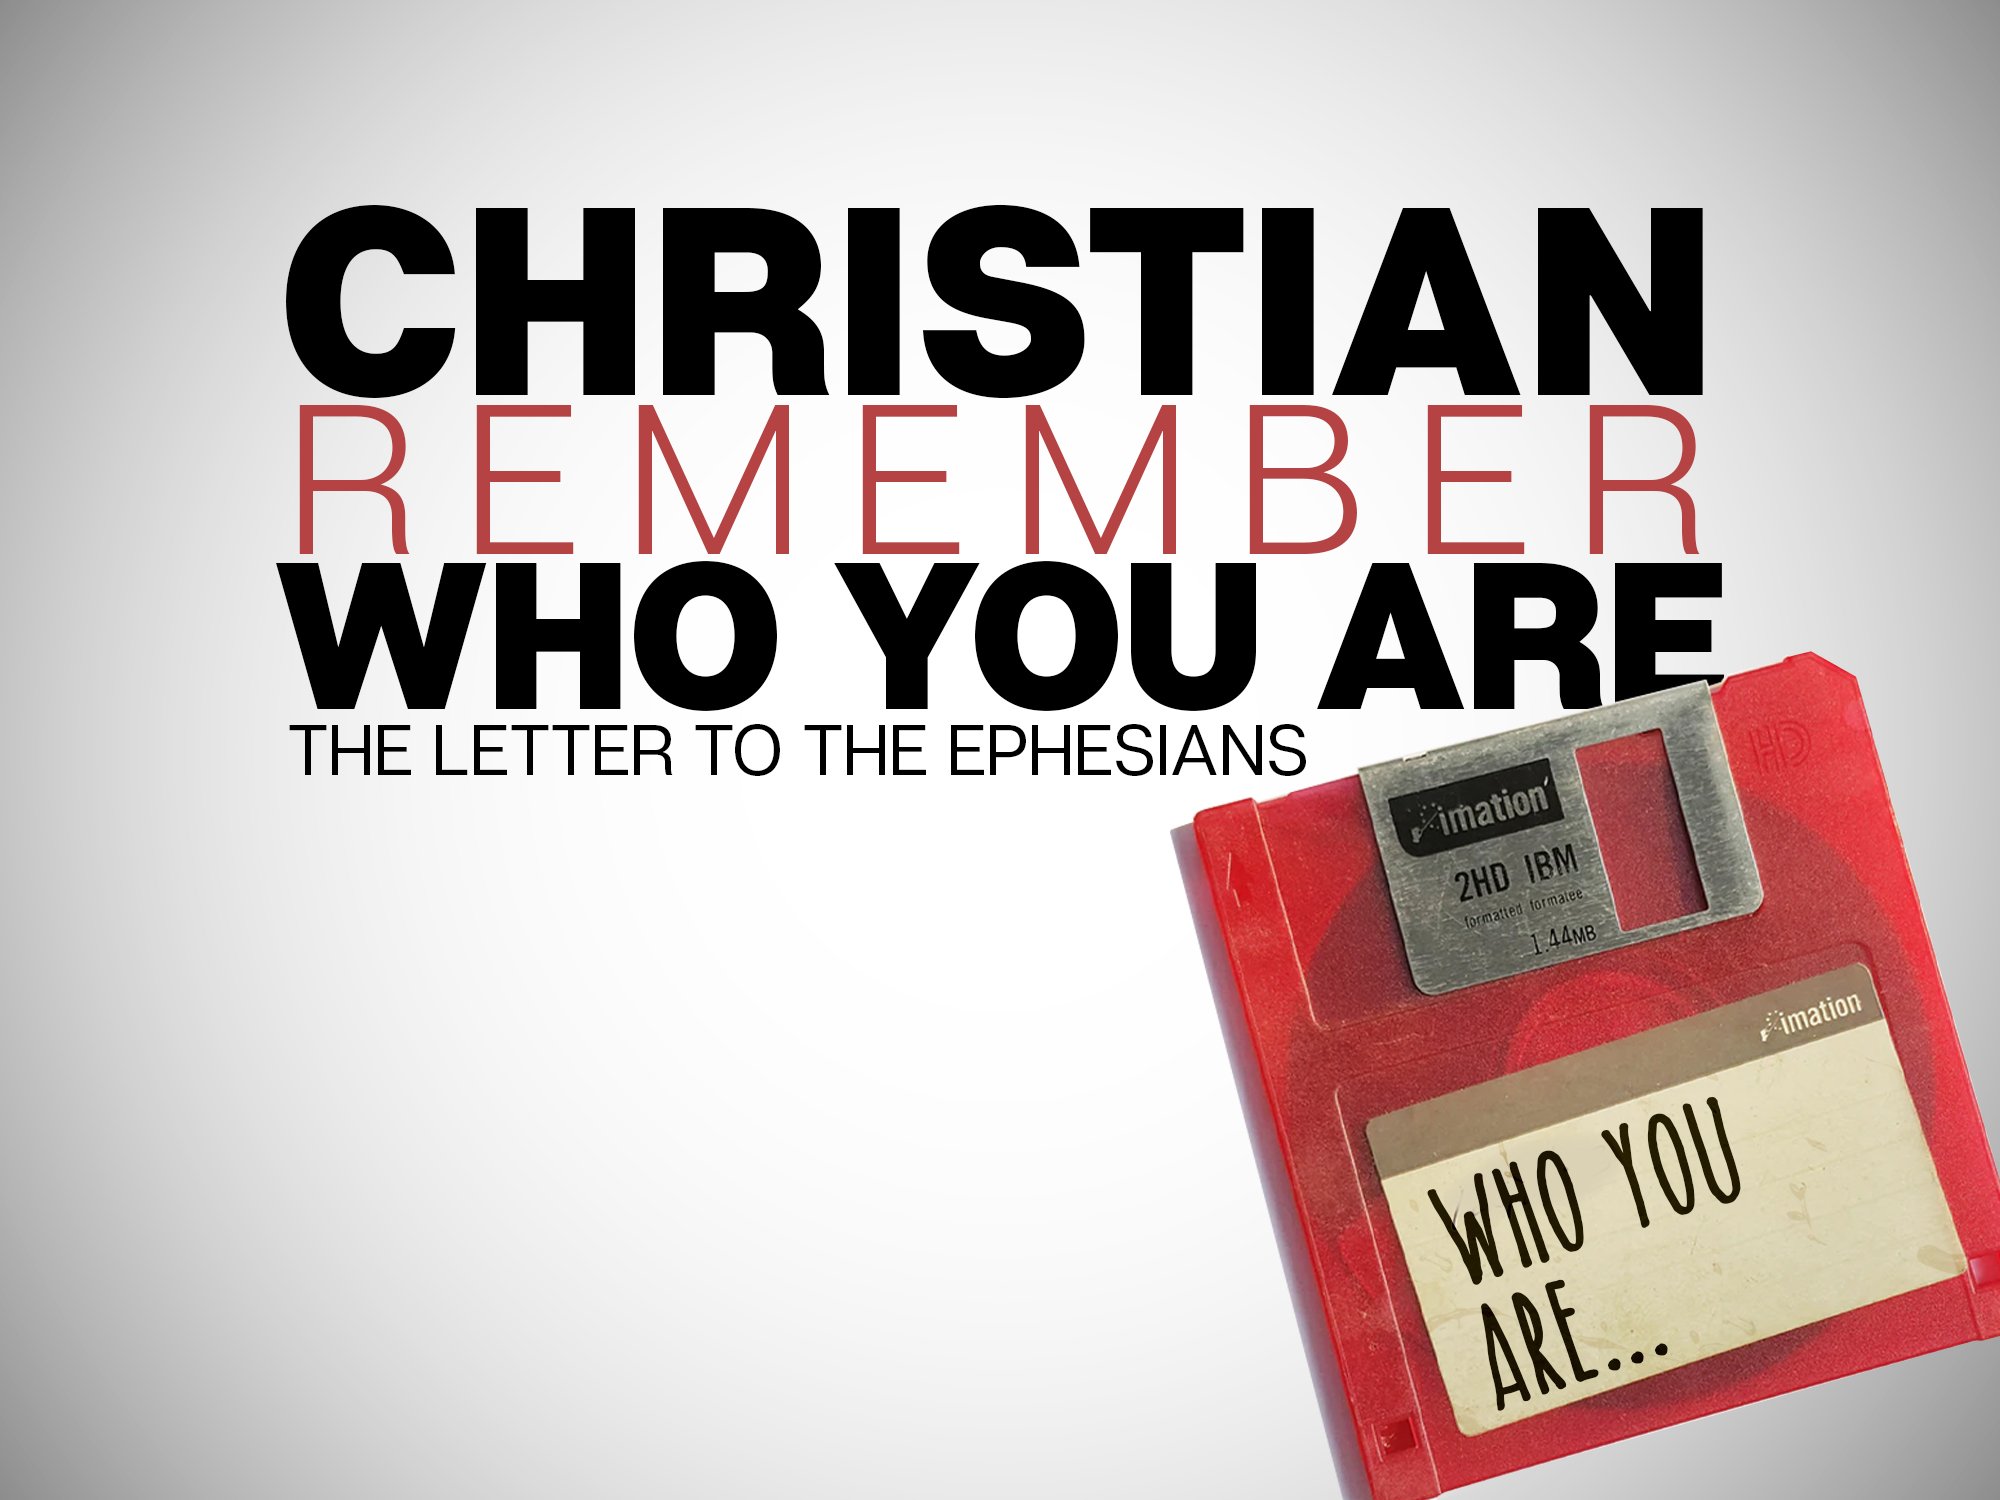 CHRISTIAN
REMEMBER
WHO YOU ARE
THE LETTER TO THE EPHESIANS
HD
imation
2HD IBM
formatted formatee
1.44MB
imation
WHO YOU
ARE...